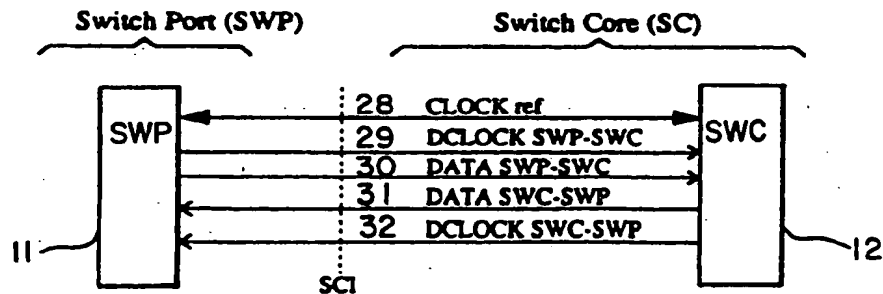 Switch Port (SWP) Switch Core (SC)
28 CLOCK ref
SWP SWC
29 DCLOCK SWP-SWC
30 DATA SWP-SWC
31 DATA SWC-SWP
32 DCLOCK SWC-SWP
11 12
SCI